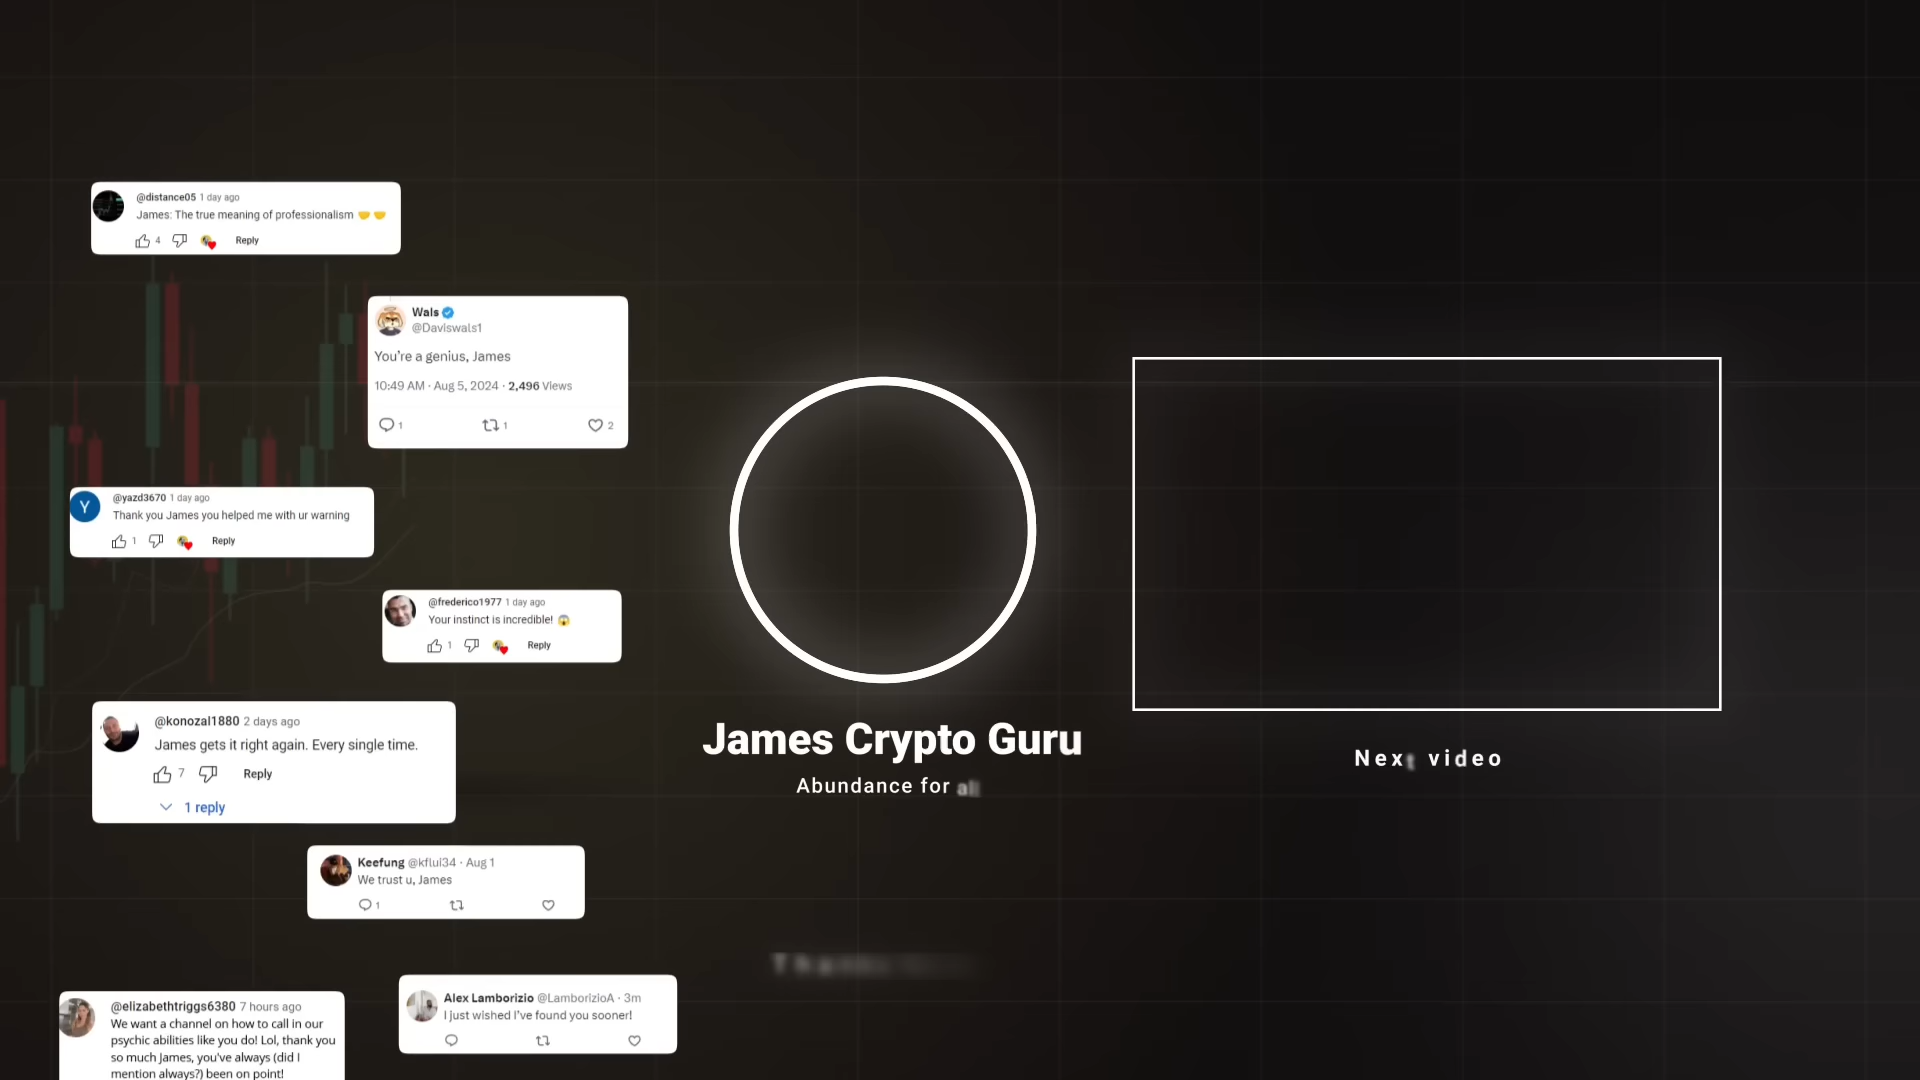 @distance05 1 day ago
James: The true meaning of professionalism 🤝 🤝
4 Reply
Wals
@Daviswals1
You're a genius, James
10:49 AM · Aug 5, 2024 · 2,496 Views
1 1 2
@yazd3670 1 day ago
Y
Thank you James you helped me with ur warning
1 Reply
@frederico1977 1 day ago
Your instinct is incredible! 😱
1 Reply
@konozal1880 2 days ago
James gets it right again. Every single time.
7 Reply
1 reply
Keefung @kflui34 · Aug 1
We trust u, James
1
@elizabethtriggs6380 7 hours ago
We want a channel on how to call in our
psychic abilities like you do! Lol, thank you
so much James, you've always (did I
mention always?) been on point!
Alex Lamborizio @LamborizioA · 3m
I just wished I've found you sooner!
James Crypto Guru
Abundance for all
Next video